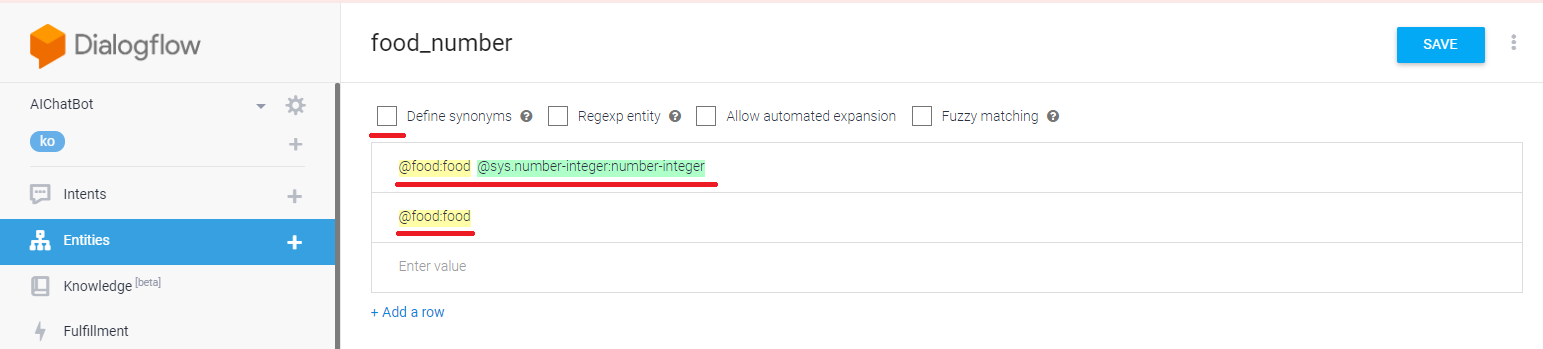 Dialogflow
food_number
SAVE
AIChatBot
ko
Define synonyms ? Regexp entity ? Allow automated expansion Fuzzy matching ?
@food:food @sys.number-integer:number-integer
Intents
@food:food
Entities
Enter value
Knowledge [beta]
+ Add a row
Fulfillment